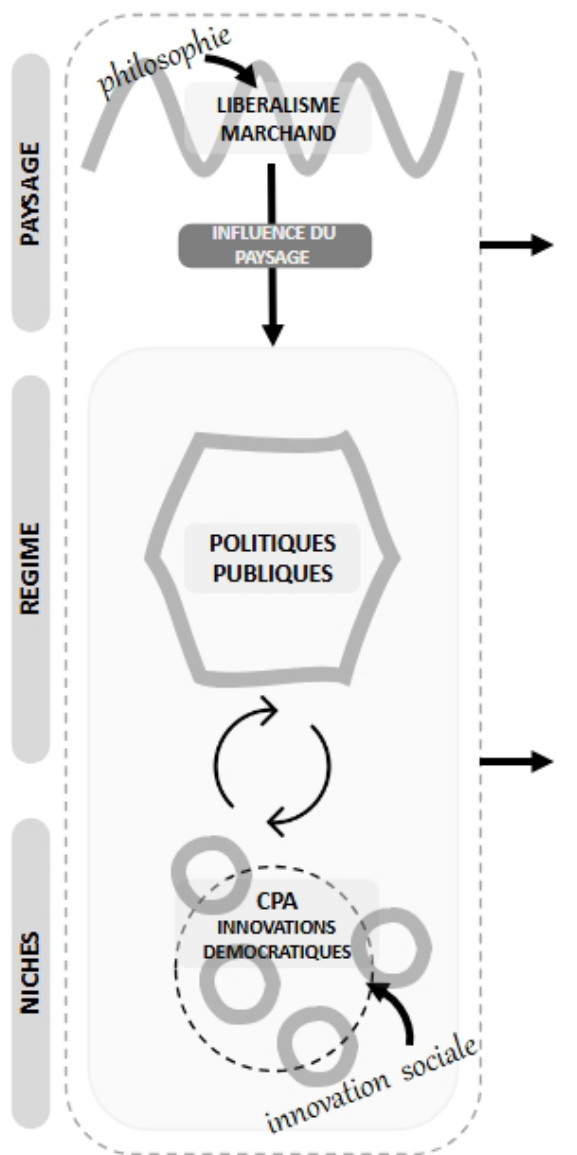 philosophie
LIBERALISME
MARCHAND
PAYSAGE
INFLUENCE DU
PAYSAGE
REGIME
POLITIQUES
PUBLIQUES
NICHES
CPA
INNOVATIONS
DEMOCRATIQUES
innovation sociale